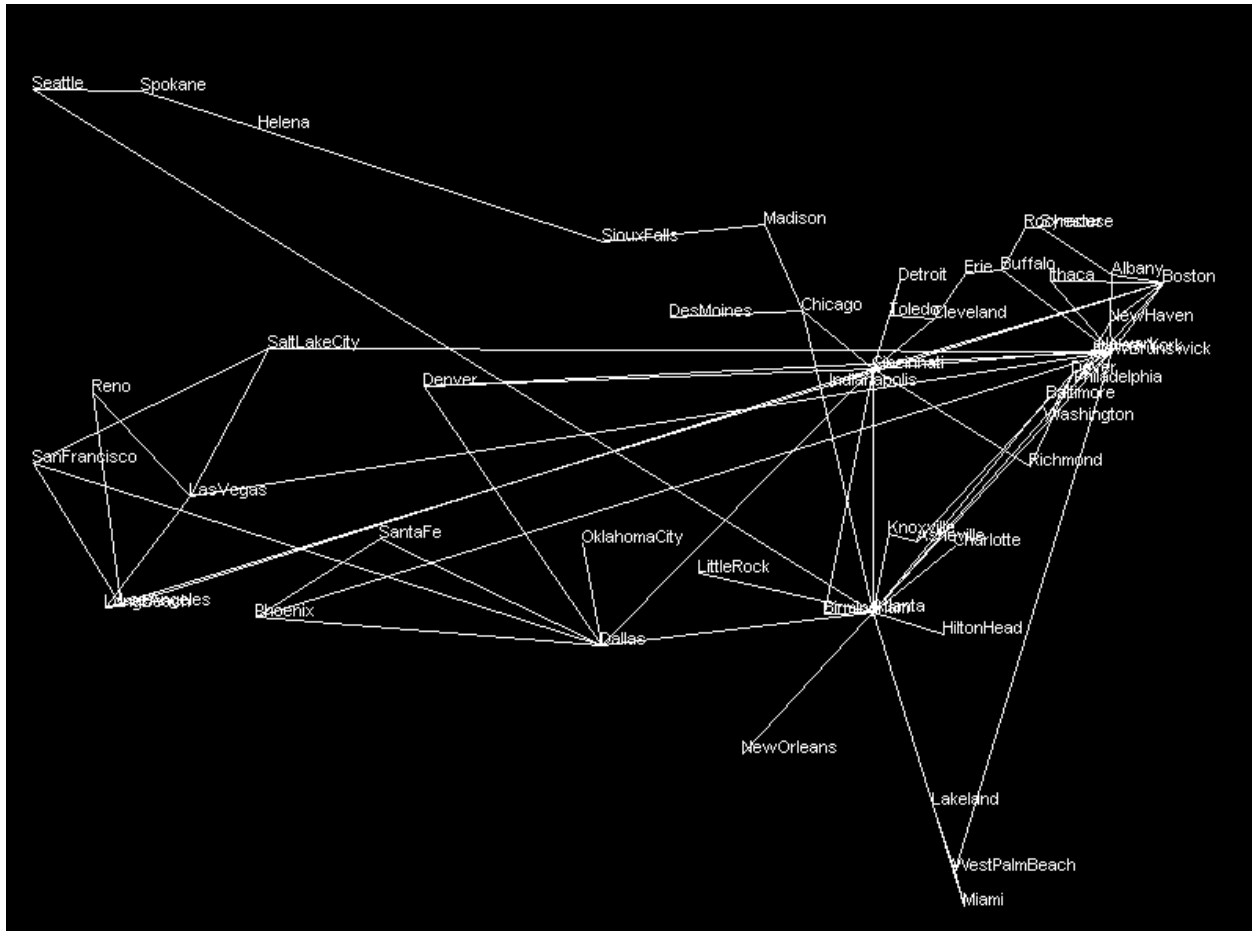 Seattle
Spokane
Helena
Madison
SiouxFalls
Syracuse
Albany
Boston
Erie
Buffalo
Ithaca
Detroit
DesMoines
Chicago
Toledo
Cleveland
NewHaven
SaltLakeCity
Cincinnati
Indianapolis
Denver
Reno
Philadelphia
Baltimore
Washington
SanFrancisco
Richmond
LasVegas
SantaFe
OklahomaCity
Knoxville
Asheville
Charlotte
LittleRock
Phoenix
Dallas
HiltonHead
NewOrleans
Lakeland
WestPalmBeach
Miami